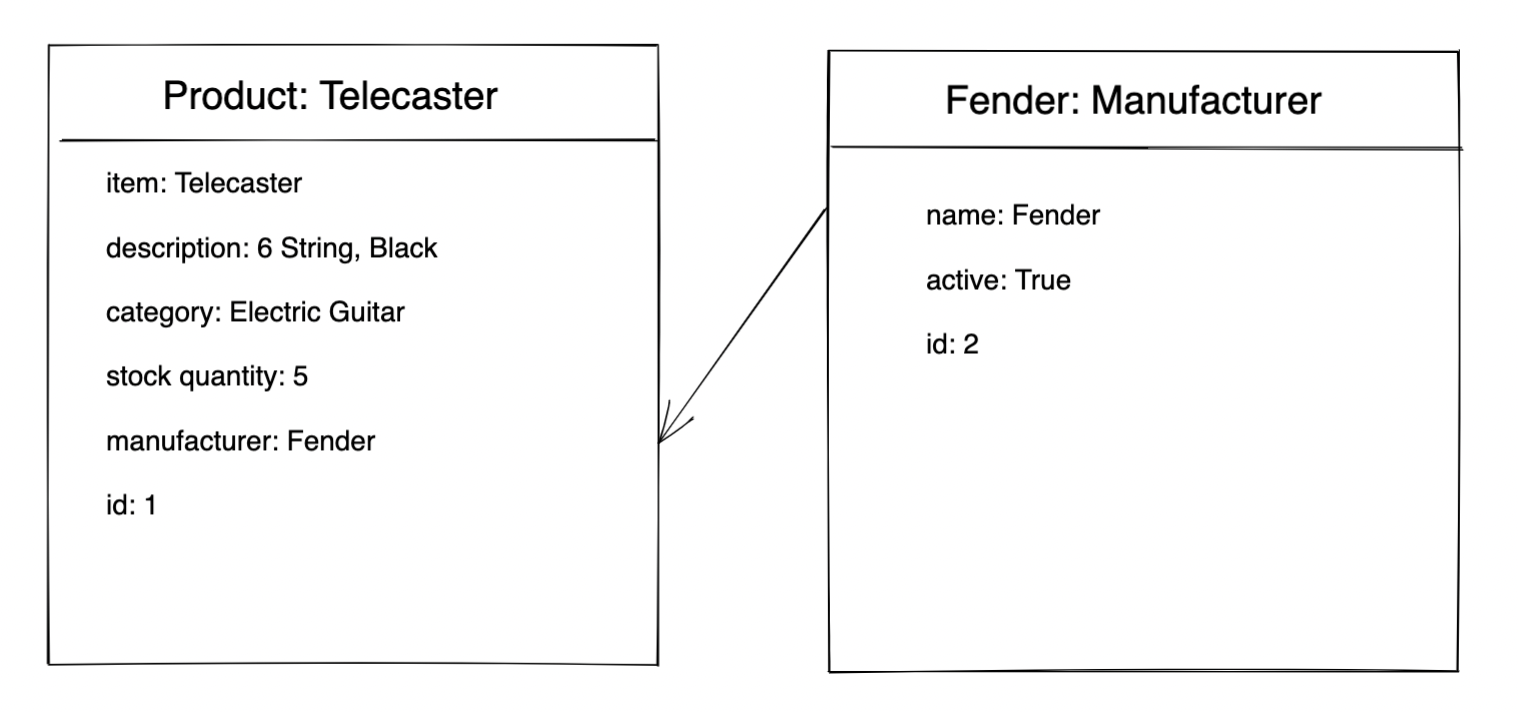 Product: Telecaster
item: Telecaster
description: 6 String, Black
category: Electric Guitar
stock quantity: 5
manufacturer: Fender
id: 1
Fender: Manufacturer
name: Fender
active: True
id: 2